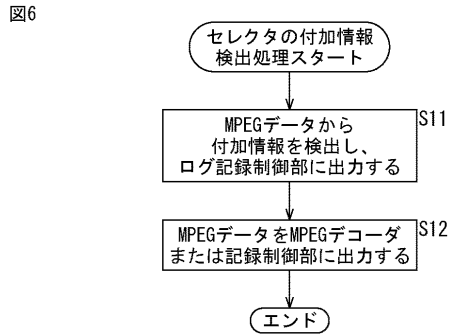 図6
セレクタの付加情報
検出処理スタート
S11
MPEGデータから
付加情報を検出し、
ログ記録制御部に出力する
S12
MPEGデータをMPEGデコーダ
または記録制御部に出力する
エンド